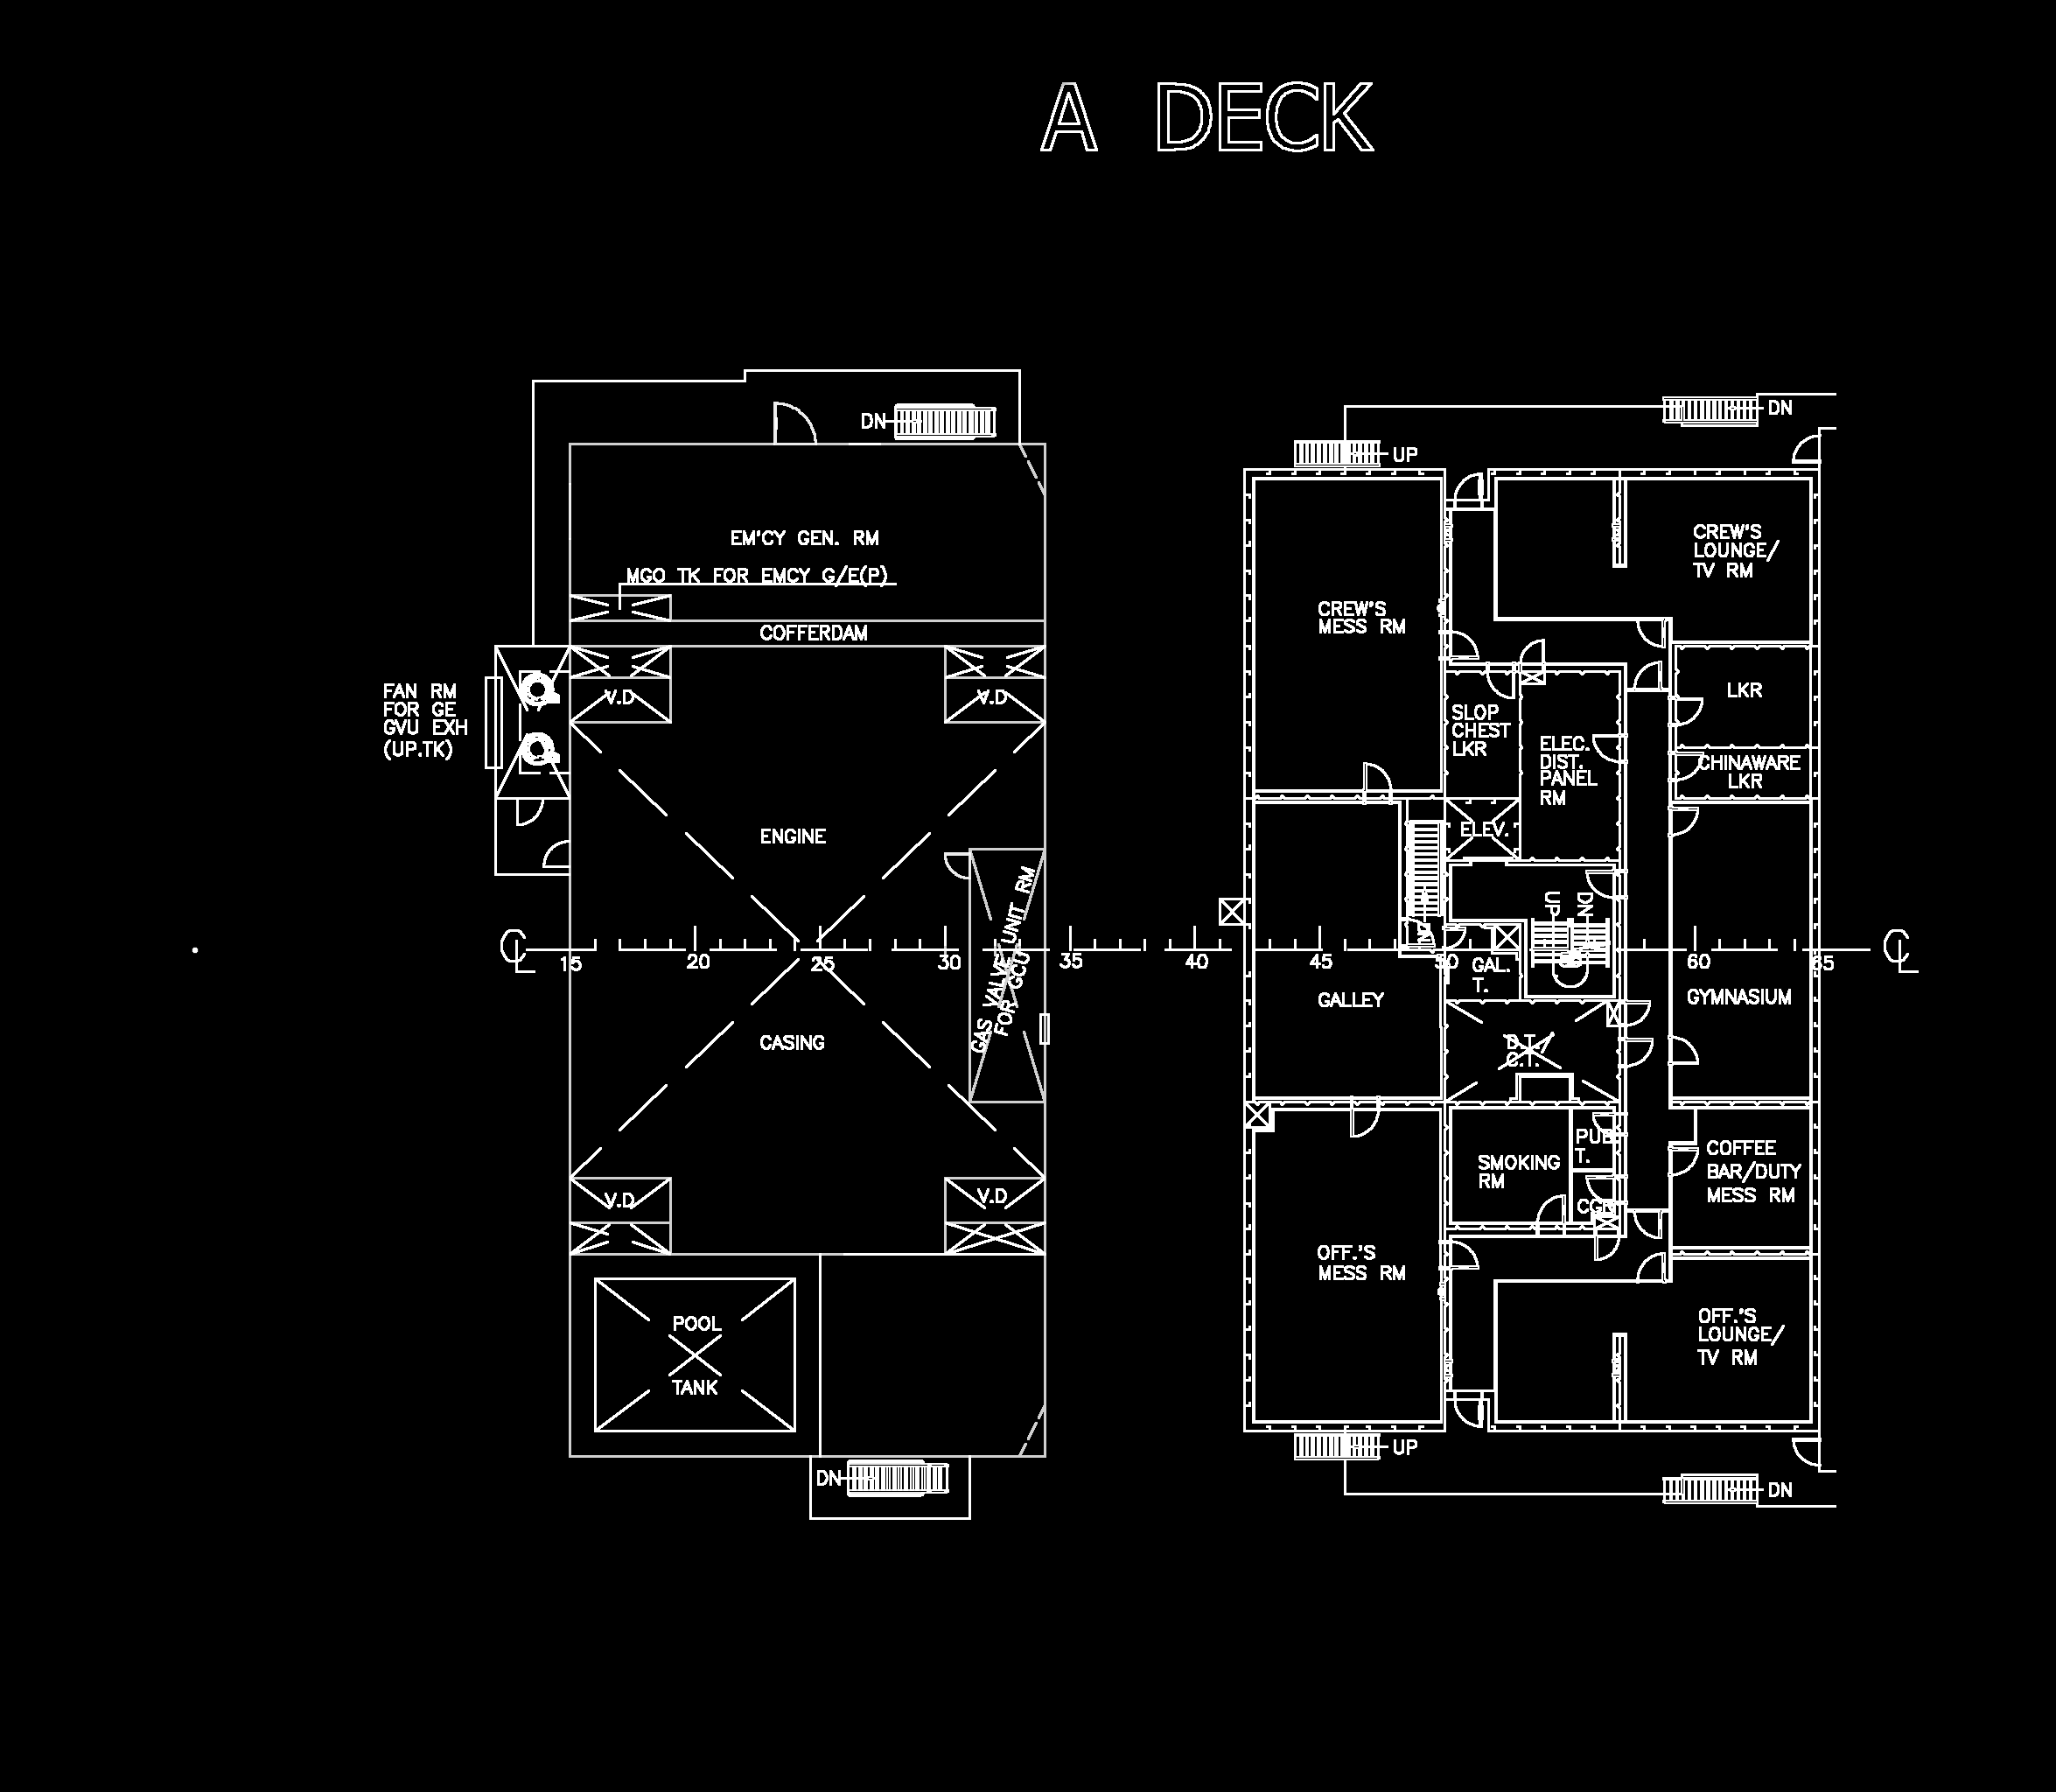 A DECK
DN
DN
UP
EM'CY GEN. RM
MGO TK FOR EMCY G/E(P)
COFFERDAM
CREW'S
LOUNGE/
TV RM
CREW'S
MESS RM
FAN RM
FOR GE
GVU EXH
(UP.TK)
V.D
V.D
LKR
SLOP
CHEST
LKR
ELEC.
DIST.
PANEL
RM
CHINAWARE
LKR
ENGINE
ELEV.
GAS VALVE UNIT RM
FOR GCU
UP
DN
DN
CL
15
20
25
30
35
40
45
50
60
65
CL
GAL.
T.
GALLEY
GYMNASIUM
CASING
D.T./
C.T.
PUB
T.
SMOKING
RM
COFFEE
BAR/DUTY
MESS RM
V.D
V.D
OFF.'S
MESS RM
POOL
TANK
OFF.'S
LOUNGE/
TV RM
UP
DN
DN